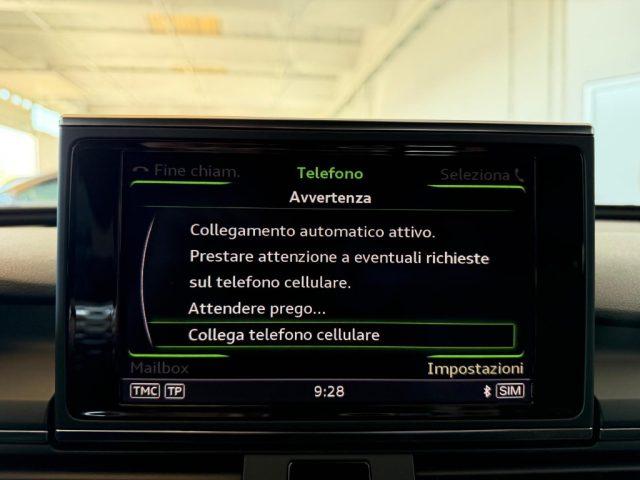 Fine chiam.
Telefono
Seleziona
Avvertenza
Collegamento automatico attivo.
Prestare attenzione a eventuali richieste
sul telefono cellulare.
Attendere prego...
Collega telefono cellulare
Mailbox
Impostazioni
TMC TP
9:28
SIM